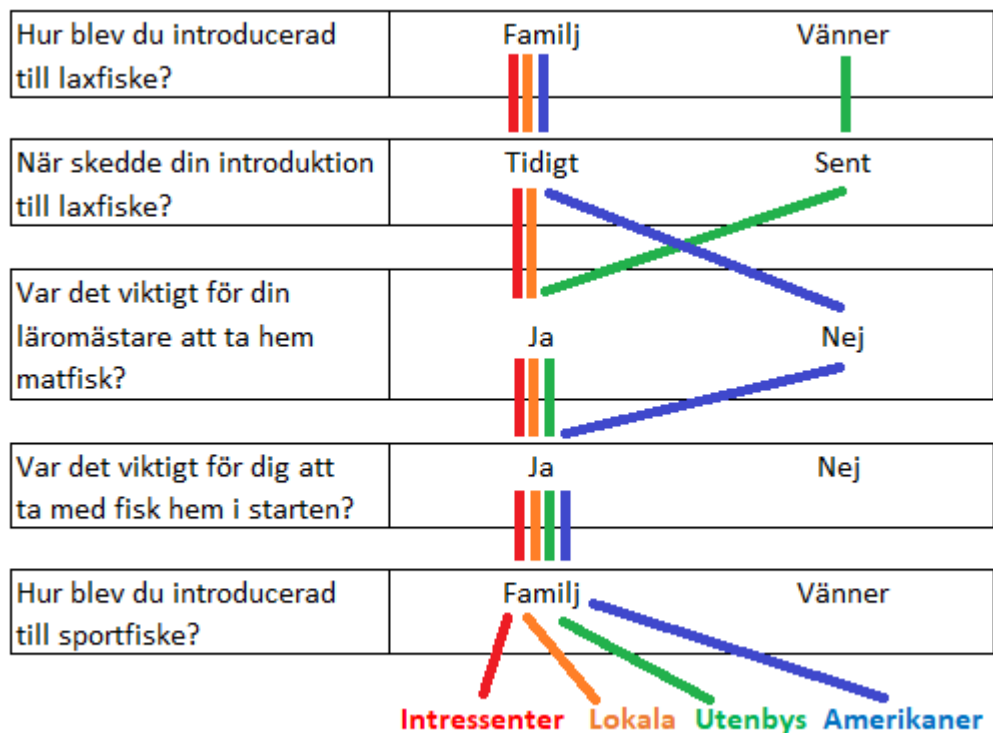 Hur blev du introducerad
till laxfiske?
Familj
Vänner
När skedde din introduktion
till laxfiske?
Tidigt
Sent
Var det viktigt för din
läromästare att ta hem
matfisk?
Ja
Nej
Var det viktigt för dig att
ta med fisk hem i starten?
Ja
Nej
Hur blev du introducerad
till sportfiske?
Familj
Vänner
Intressenter Lokala Utenbys Amerikaner